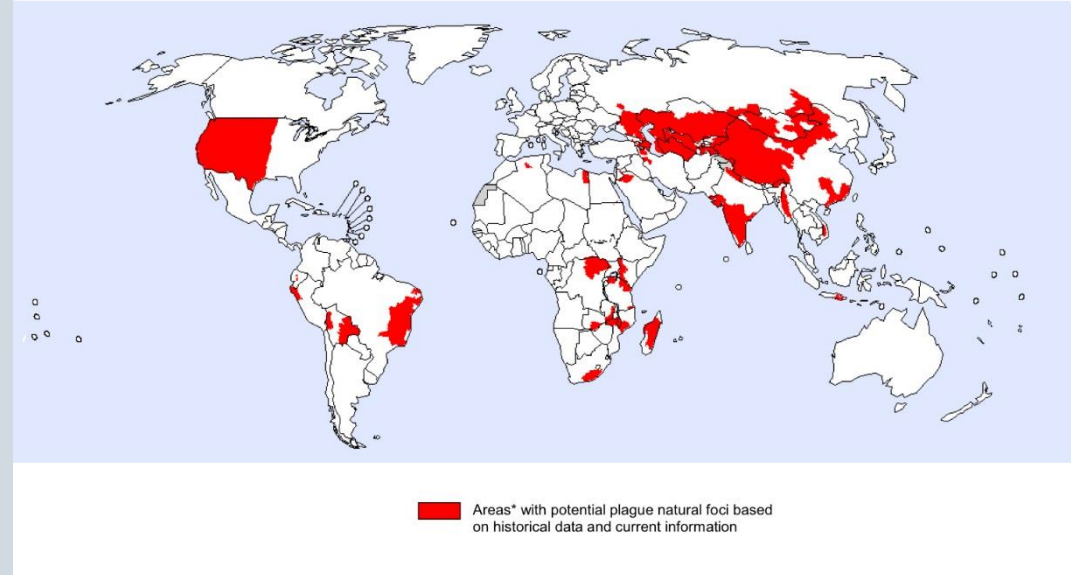 Areas* with potential plague natural foci based
on historical data and current information